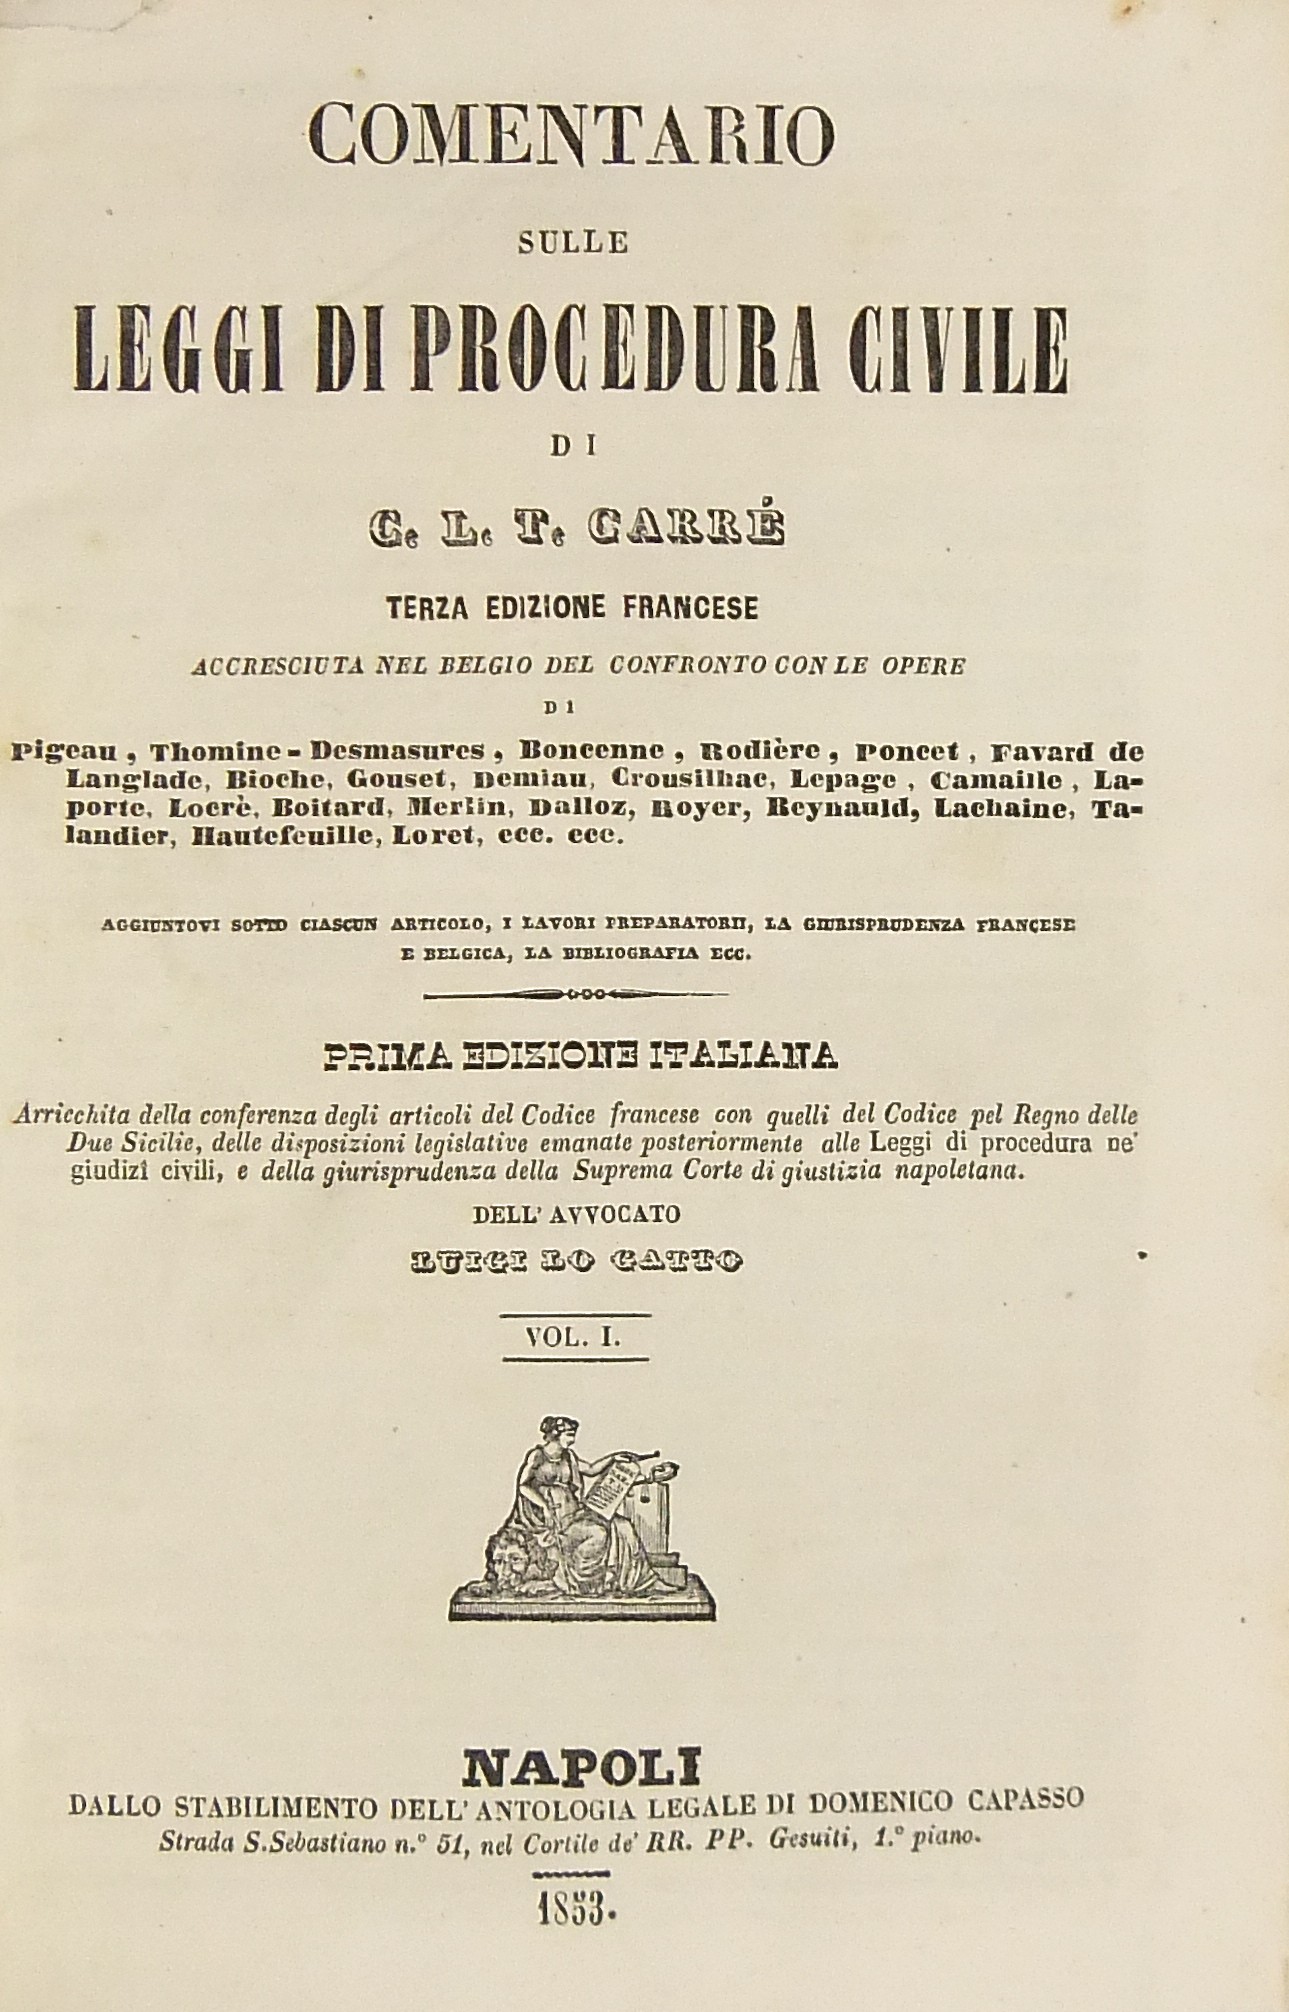 COMENTARIO
SULLE
LEGGI DI PROCEDURA CIVILE
DI
C. L. T. CARRÉ
TERZA EDIZIONE FRANCESE
ACCRESCIUTA NEL BELGIO DEL CONFRONTO CON LE OPERE
DI
Pigeau, Thomine-Desmasures, Boncenne, Rodière, Poncet, Favard de
Langlade, Bioche, Gouset, Demiau, Crousilhac, Lepage, Camaille, La-
porte, Locrè, Boitard, Merlin, Dalloz, Royer, Reynauld, Lachaine, Ta-
landier, Hautefeuille, Loret, ecc. ecc.
AGGIUNTOVI SOTTO CIASCUN ARTICOLO, I LAVORI PREPARATORII, LA GIURISPRUDENZA FRANCESE
E BELGICA, LA BIBLIOGRAFIA ECC.
PRIMA EDIZIONE ITALIANA
Arricchita della conferenza degli articoli del Codice francese con quelli del Codice pel Regno delle
Due Sicilie, delle disposizioni legislative emanate posteriormente alle Leggi di procedura ne'
giudizî civili, e della giurisprudenza della Suprema Corte di giustizia napoletana.
DELL' AVVOCATO
LUIGI LO GATTO
VOL. I.
NAPOLI
DALLO STABILIMENTO DELL' ANTOLOGIA LEGALE DI DOMENICO CAPASSO
Strada S. Sebastiano n.° 51, nel Cortile de' RR. PP. Gesuiti, 1.° piano.
1853.